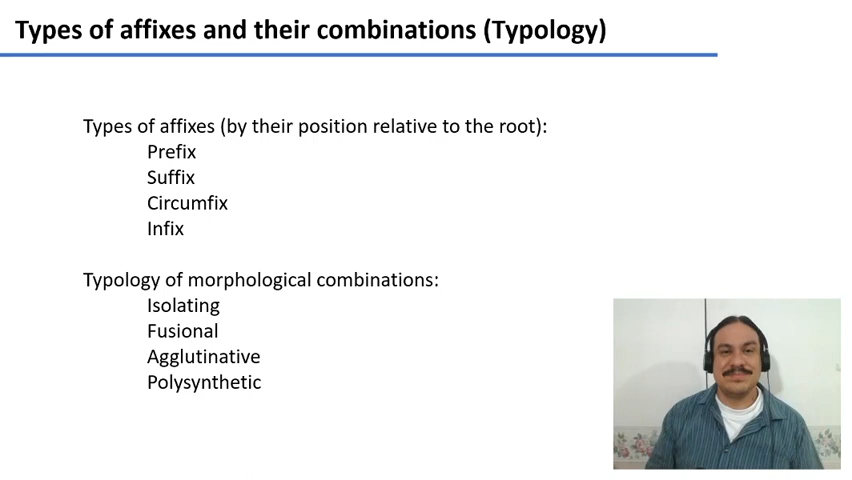 Types of affixes and their combinations (Typology)
Types of affixes (by their position relative to the root):
Prefix
Suffix
Circumfix
Infix
Typology of morphological combinations:
Isolating
Fusional
Agglutinative
Polysynthetic